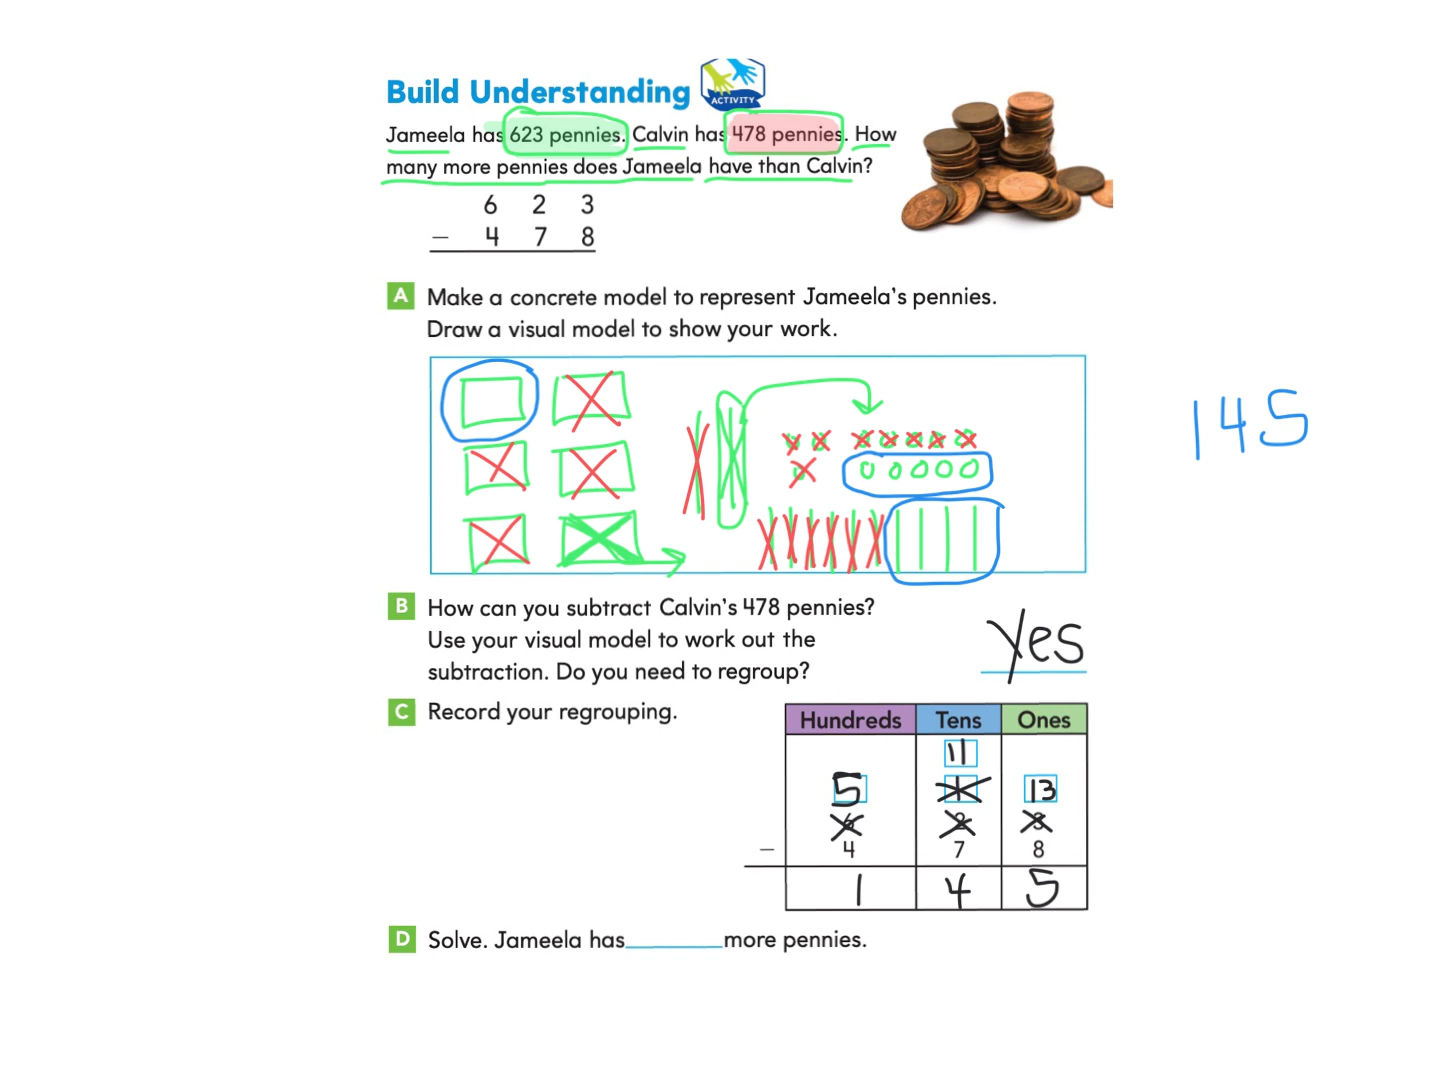 Build Understanding
ACTIVITY
Jameela has 623 pennies. Calvin has 478 pennies. How
many more pennies does Jameela have than Calvin?
6 2 3
– 4 7 8
A Make a concrete model to represent Jameela's pennies.
Draw a visual model to show your work.
145
B How can you subtract Calvin's 478 pennies?
Use your visual model to work out the
subtraction. Do you need to regroup?
yes
C Record your regrouping.
Hundreds Tens Ones
11
5 1 13
6 2 3
– 4 7 8
1 4 5
D Solve. Jameela has______more pennies.